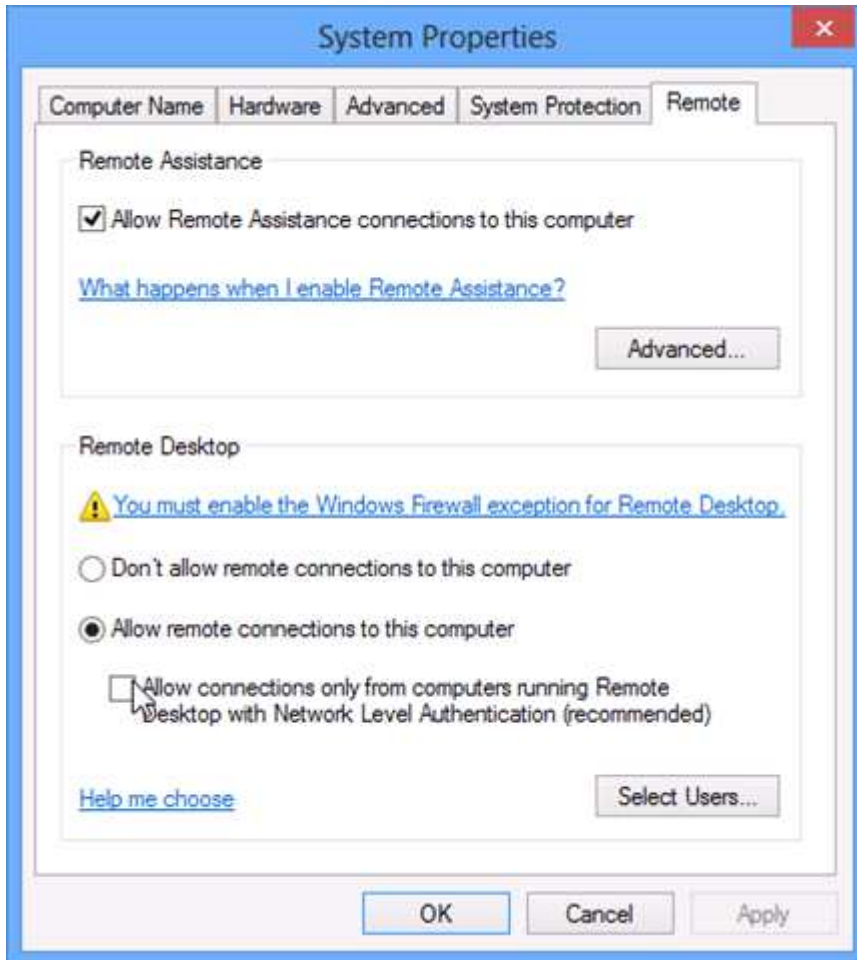 System Properties
Computer Name
Hardware
Advanced
System Protection
Remote
Remote Assistance
Allow Remote Assistance connections to this computer
What happens when I enable Remote Assistance?
Advanced...
Remote Desktop
You must enable the Windows Firewall exception for Remote Desktop.
Don't allow remote connections to this computer
Allow remote connections to this computer
Allow connections only from computers running Remote
Desktop with Network Level Authentication (recommended)
Help me choose
Select Users...
OK
Cancel
Apply